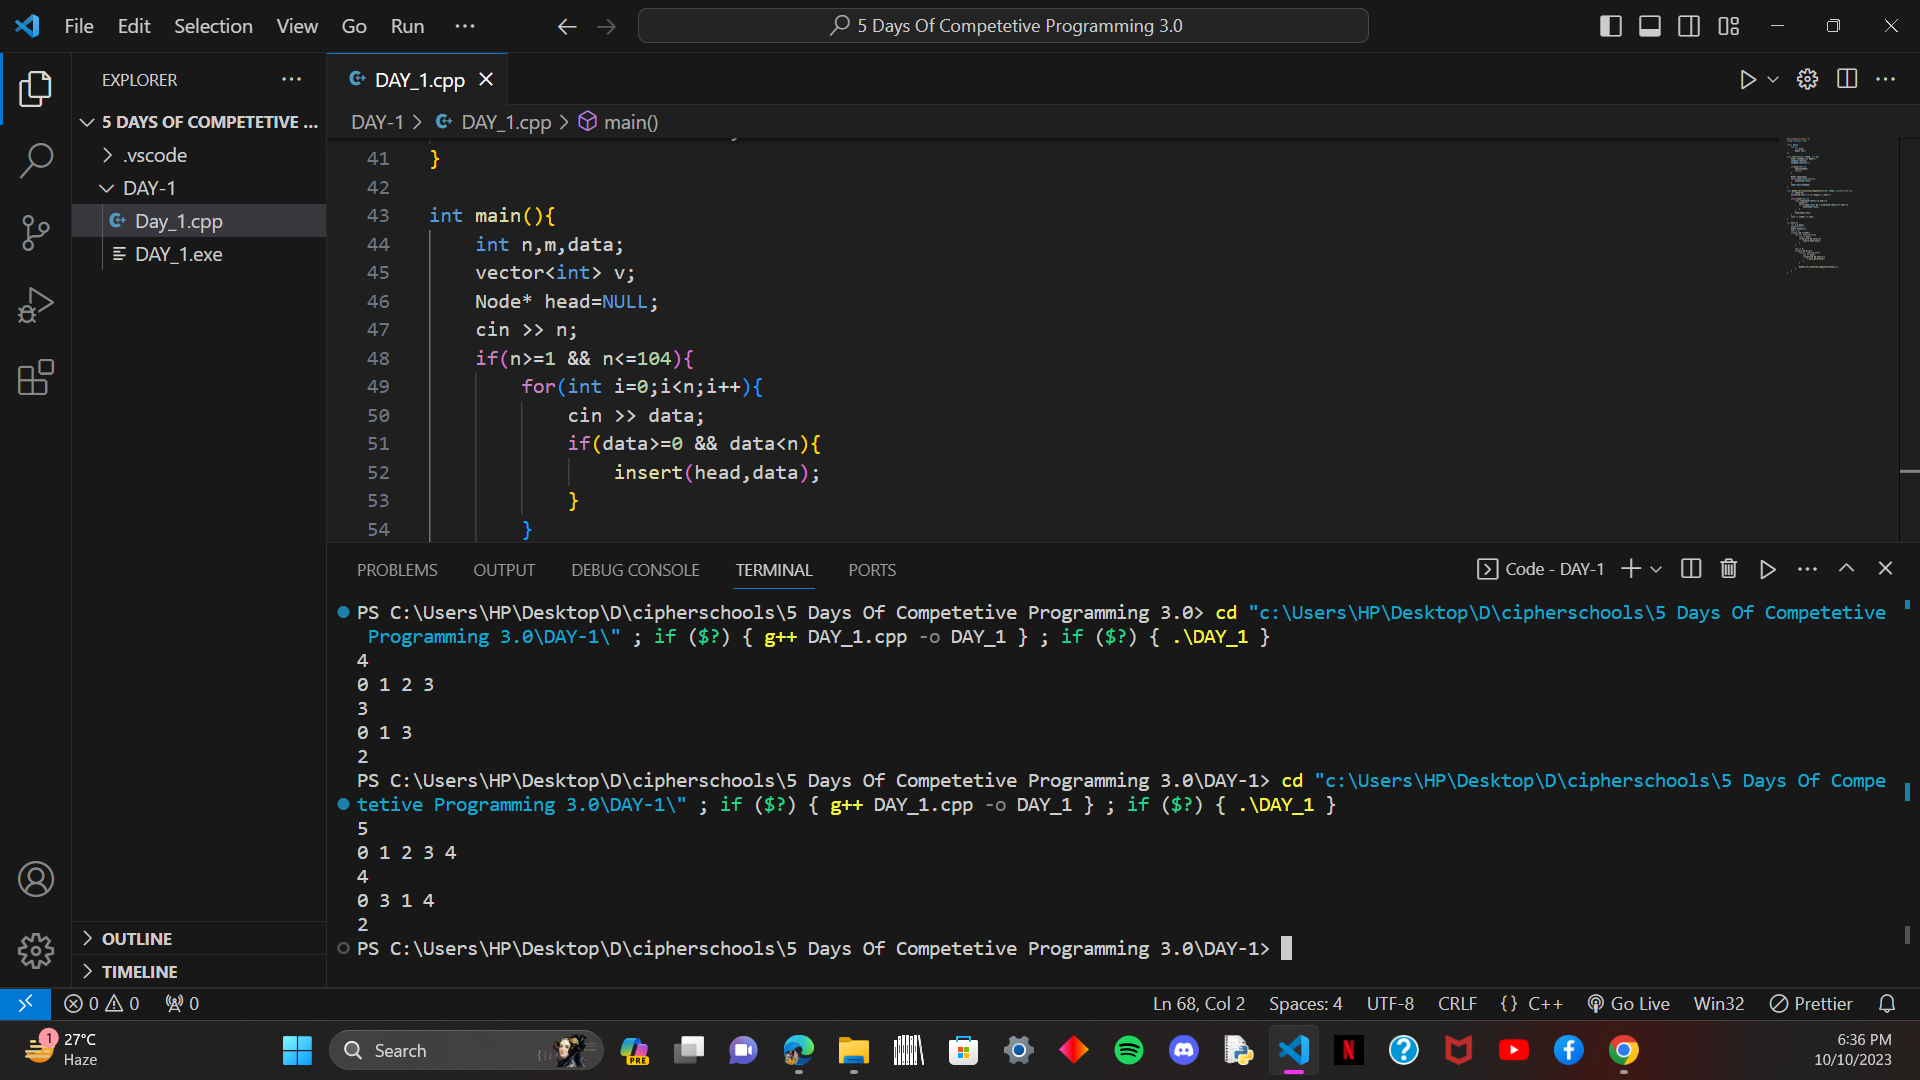 File Edit Selection View Go Run ...
5 Days Of Competetive Programming 3.0
EXPLORER
DAY_1.cpp
5 DAYS OF COMPETETIVE ...
DAY-1 > DAY_1.cpp > main()
.vscode
DAY-1
Day_1.cpp
DAY_1.exe
41 }
42
43 int main(){
44 int n,m,data;
45 vector<int> v;
46 Node* head=NULL;
47 cin >> n;
48 if(n>=1 && n<=104){
49 for(int i=0;i<n;i++){
50 cin >> data;
51 if(data>=0 && data<n){
52 insert(head,data);
53 }
54 }
PROBLEMS OUTPUT DEBUG CONSOLE TERMINAL PORTS
Code - DAY-1
PS C:\Users\HP\Desktop\D\cipherschools\5 Days Of Competetive Programming 3.0> cd "c:\Users\HP\Desktop\D\cipherschools\5 Days Of Competetive
Programming 3.0\DAY-1\" ; if ($?) { g++ DAY_1.cpp -o DAY_1 } ; if ($?) { .\DAY_1 }
4
0 1 2 3
3
0 1 3
2
PS C:\Users\HP\Desktop\D\cipherschools\5 Days Of Competetive Programming 3.0\DAY-1> cd "c:\Users\HP\Desktop\D\cipherschools\5 Days Of Compe
tetive Programming 3.0\DAY-1\" ; if ($?) { g++ DAY_1.cpp -o DAY_1 } ; if ($?) { .\DAY_1 }
5
0 1 2 3 4
4
0 3 1 4
2
PS C:\Users\HP\Desktop\D\cipherschools\5 Days Of Competetive Programming 3.0\DAY-1>
OUTLINE
TIMELINE
0 0 0
Ln 68, Col 2 Spaces: 4 UTF-8 CRLF {} C++ Go Live Win32 Prettier
1
27°C
Haze
Search
PRE
6:36 PM
10/10/2023